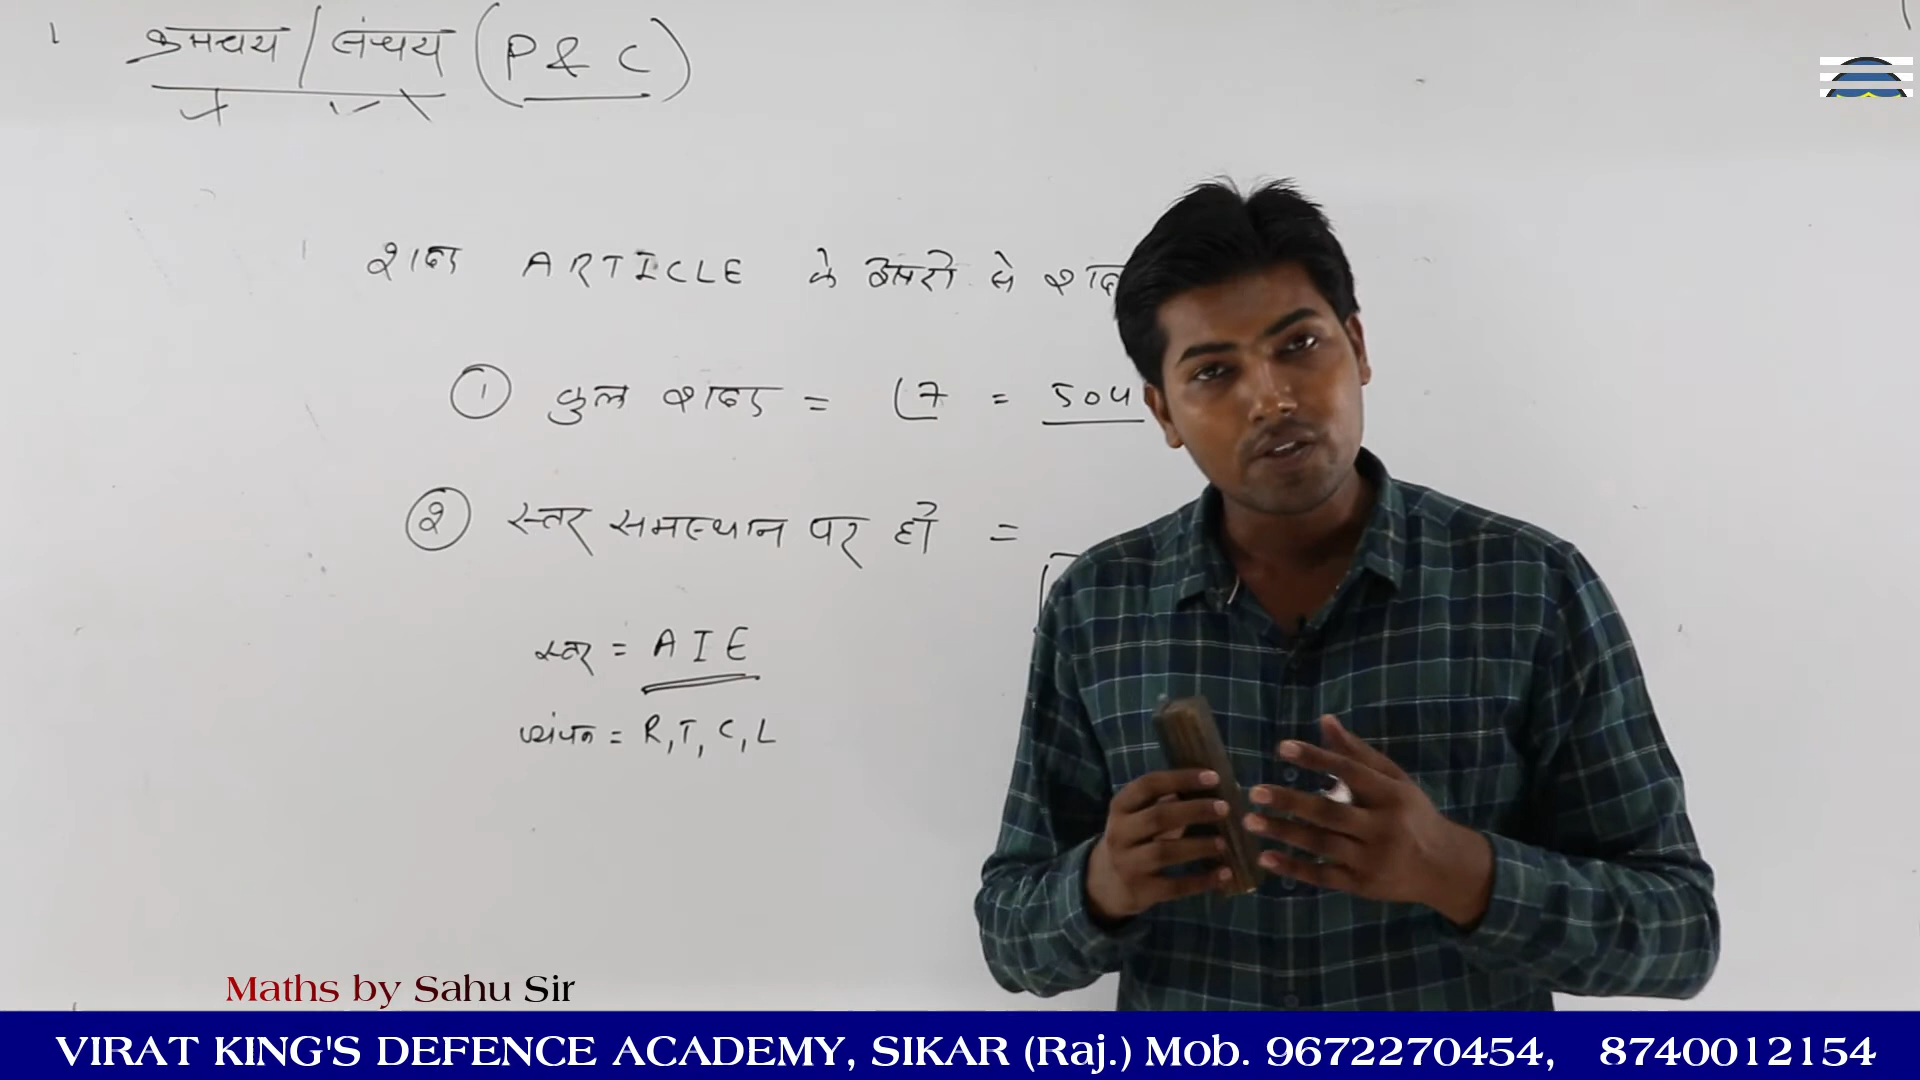 क्रमचय / संचय (P & C)
शब्द ARTICLE के अक्षरों से शब्द
① कुल शब्द = ⌊7 = 504
② स्वर समस्थान पर हो =
स्वर = A I E
व्यंजन = R, T, C, L
Maths by Sahu Sir
VIRAT KING'S DEFENCE ACADEMY, SIKAR (Raj.) Mob. 9672270454, 8740012154